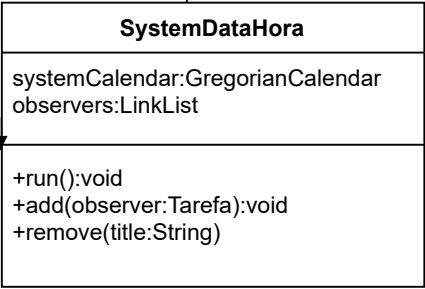 SystemDataHora
systemCalendar:GregorianCalendar
observers:LinkList
+run():void
+add(observer:Tarefa):void
+remove(title:String)